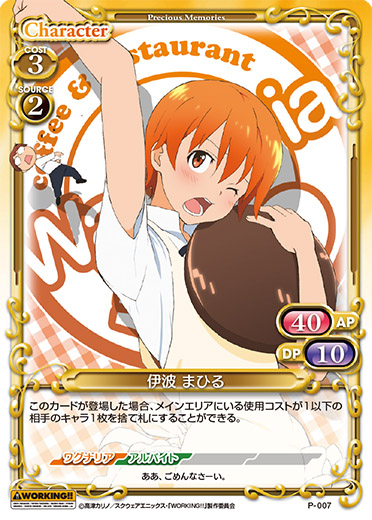 Precious Memories
Character
COST
3
SOURCE
2
coffee & restaurant
40 AP
DP 10
伊波 まひる
このカードが登場した場合、メインエリアにいる使用コストが1以下の
相手のキャラ1枚を捨て札にすることができる。
ワグナリア アルバイト
ああ、ごめんなさーい。
WORKING!!
©高津カリノ/スクウェアエニックス・「WORKING!!」製作委員会
P-007